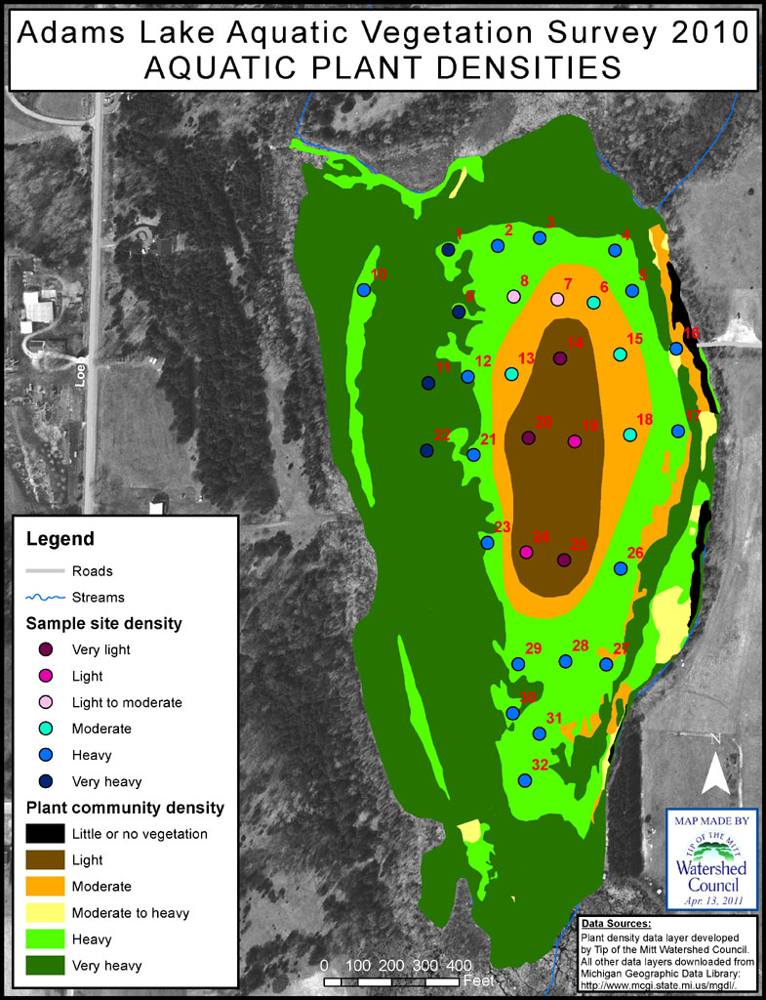 Adams Lake Aquatic Vegetation Survey 2010
AQUATIC PLANT DENSITIES
1
2
3
4
5
6
7
8
9
10
11
12
13
14
15
16
17
18
19
20
21
22
23
24
25
26
27
28
29
30
31
32
Loe
Legend
Roads
Streams
Sample site density
Very light
Light
Light to moderate
Moderate
Heavy
Very heavy
Plant community density
Little or no vegetation
Light
Moderate
Moderate to heavy
Heavy
Very heavy
0 100 200 300 400
Feet
N
MAP MADE BY
TIP OF THE MITT
Watershed
Council
Apr. 13, 2011
Data Sources:
Plant density data layer developed
by Tip of the Mitt Watershed Council.
All other data layers downloaded from
Michigan Geographic Data Library:
http://www.mcgi.state.mi.us/mgdl/.